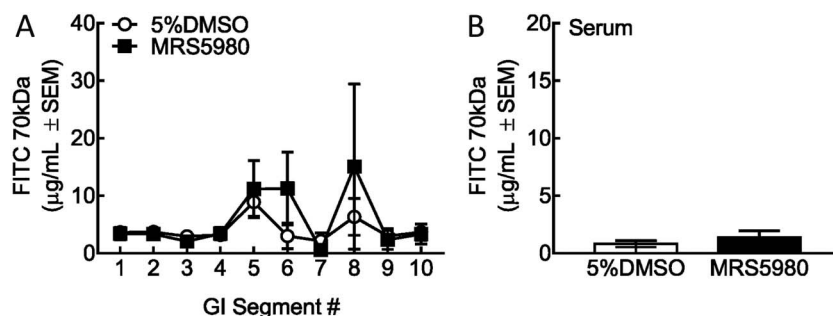 A
5%DMSO
MRS5980
FITC 70kDa
(µg/mL ± SEM)
40
30
20
10
0
1 2 3 4 5 6 7 8 9 10
GI Segment #
B
Serum
FITC 70kDa
(µg/mL ± SEM)
20
15
10
5
0
5%DMSO MRS5980